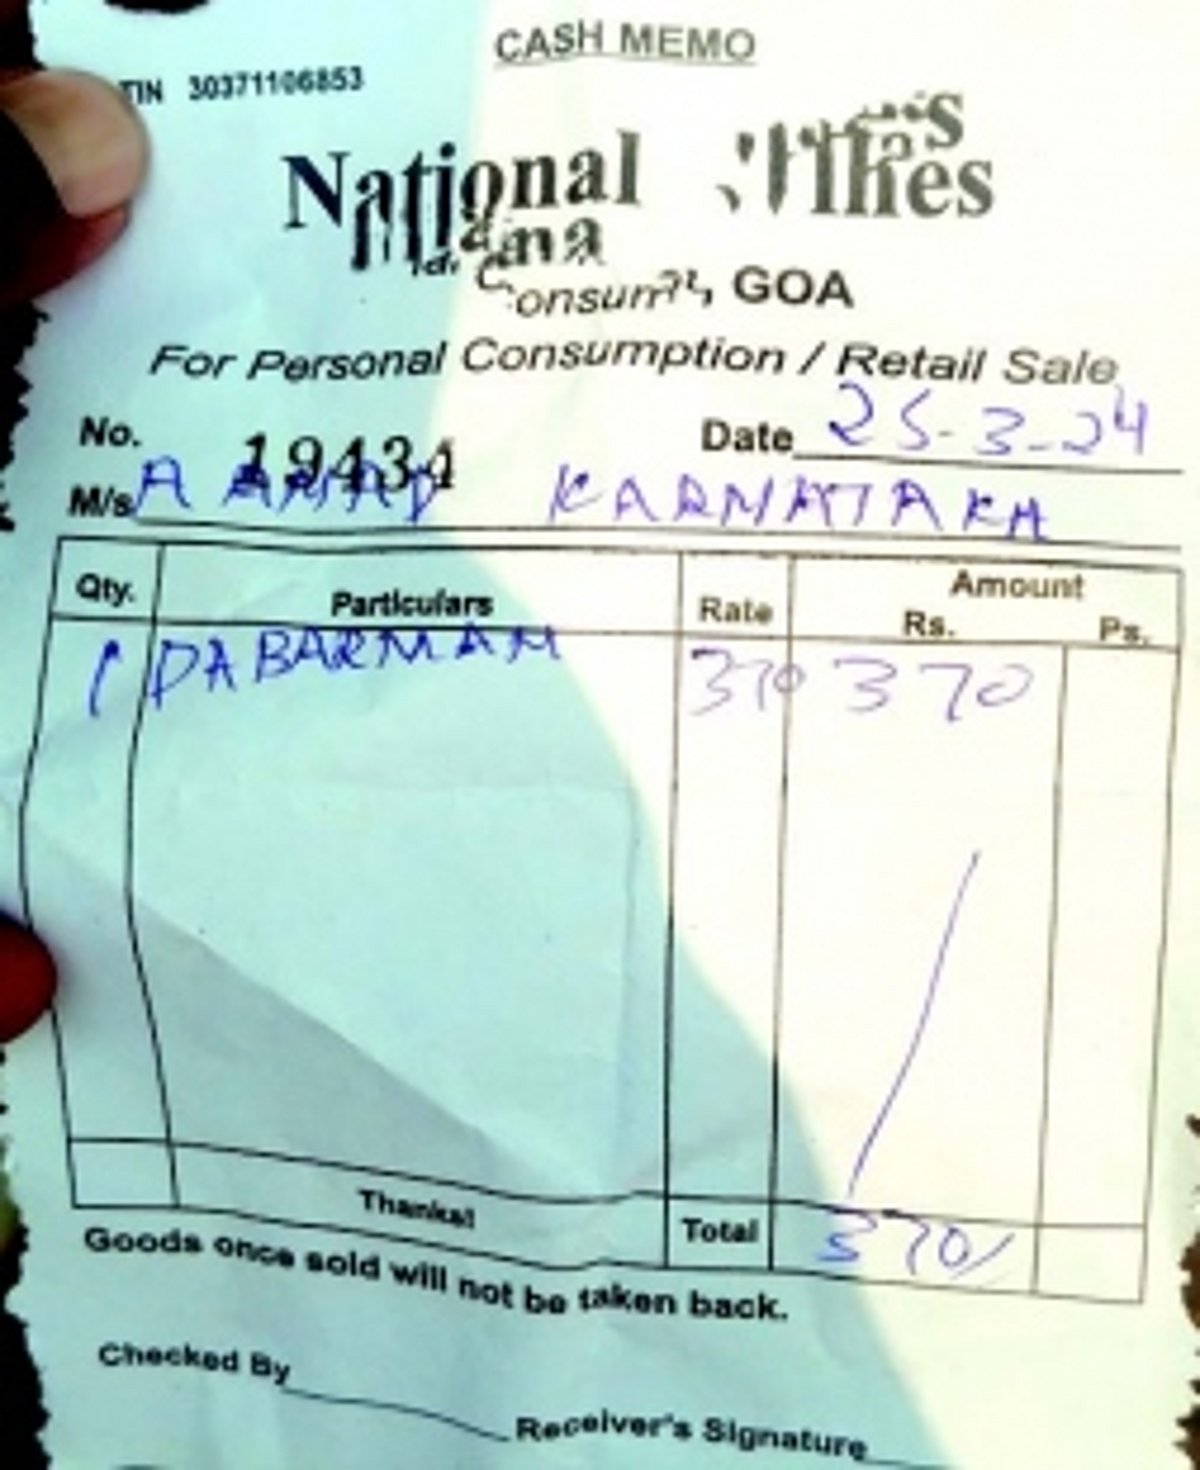 CASH MEMO
TIN 30371106853
National
GOA
For Personal Consumption / Retail Sale
No. 19434 Date 25-3-24
M/s A KARNATAKA
Qty. Particulars Rate Amount
Rs. Ps.
1 DABARMAN 370 370
Thanks! Total 370/
Goods once sold will not be taken back.
Checked By
Receiver's Signature